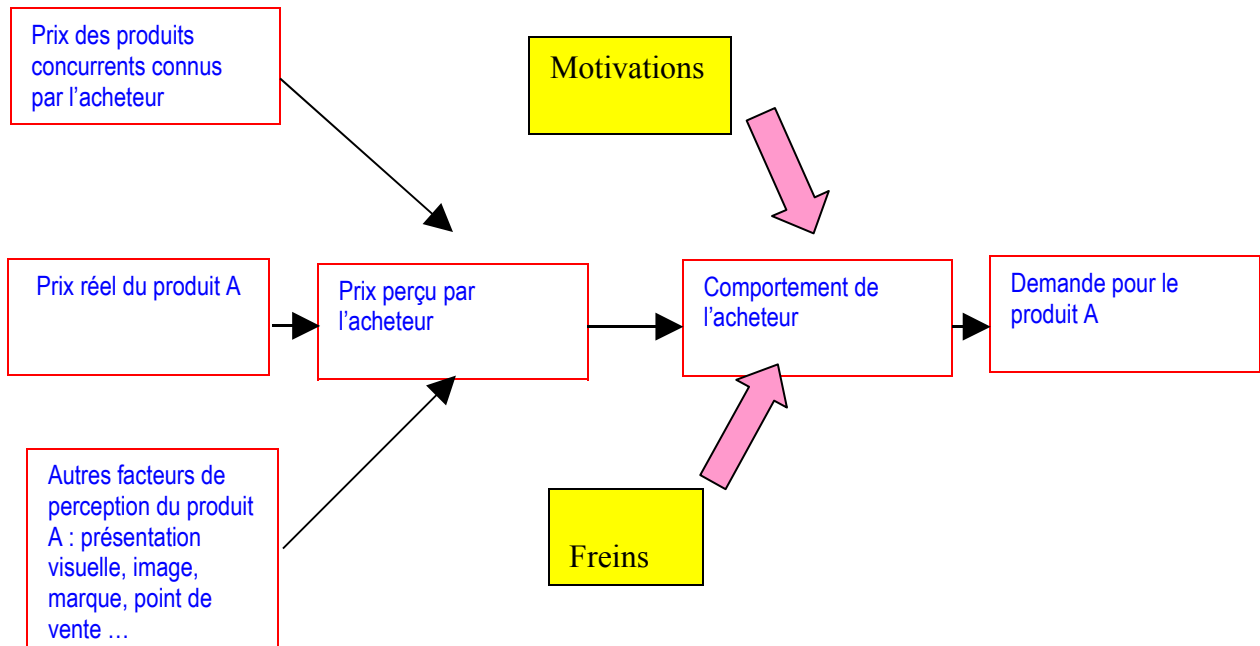 Prix des produits
concurrents connus
par l’acheteur
Motivations
Prix réel du produit A
Prix perçu par
l’acheteur
Comportement de
l’acheteur
Demande pour le
produit A
Autres facteurs de
perception du produit
A : présentation
visuelle, image,
marque, point de
vente …
Freins